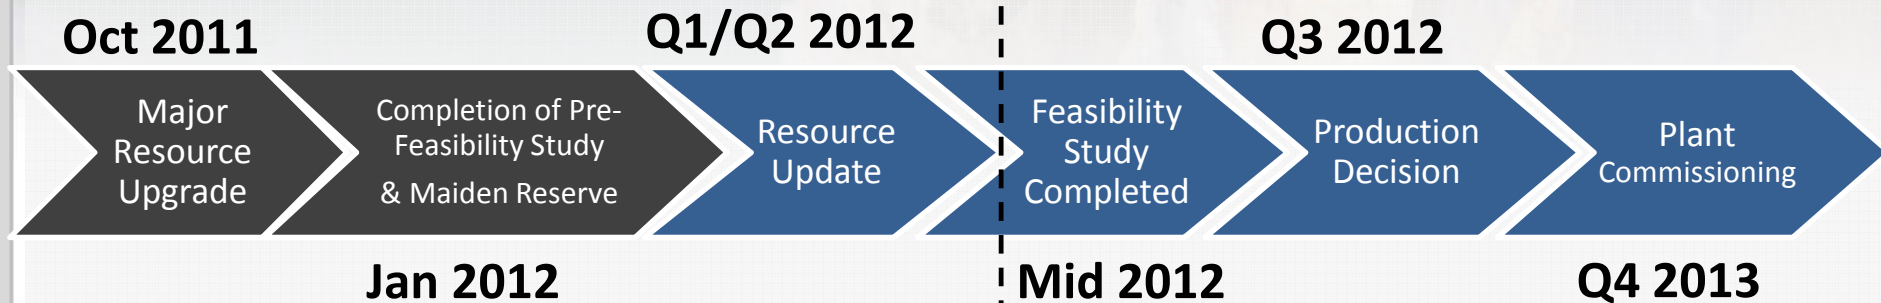 Oct 2011
Q1/Q2 2012
Q3 2012
Major
Resource
Upgrade
Completion of Pre-
Feasibility Study
& Maiden Reserve
Resource
Update
Feasibility
Study
Completed
Production
Decision
Plant
Commissioning
Jan 2012
Mid 2012
Q4 2013